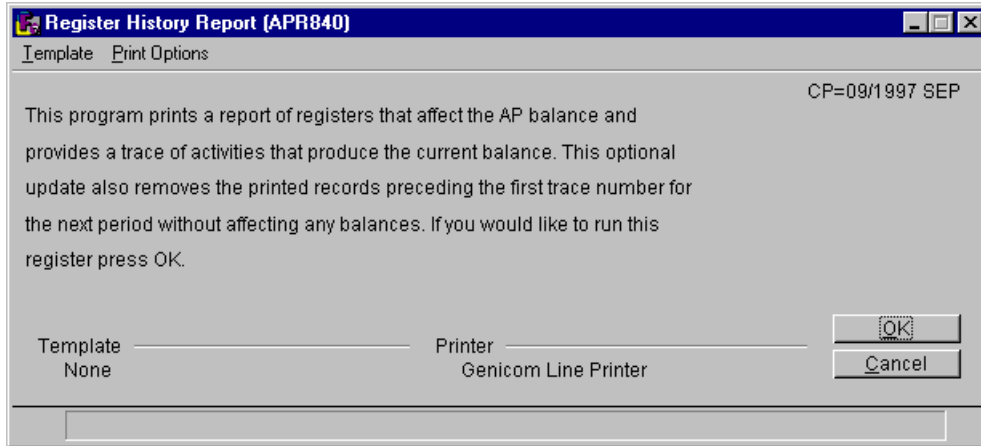 Register History Report (APR840)
Template Print Options
CP=09/1997 SEP
This program prints a report of registers that affect the AP balance and
provides a trace of activities that produce the current balance. This optional
update also removes the printed records preceding the first trace number for
the next period without affecting any balances. If you would like to run this
register press OK.
OK
Template Printer
None Genicom Line Printer
Cancel